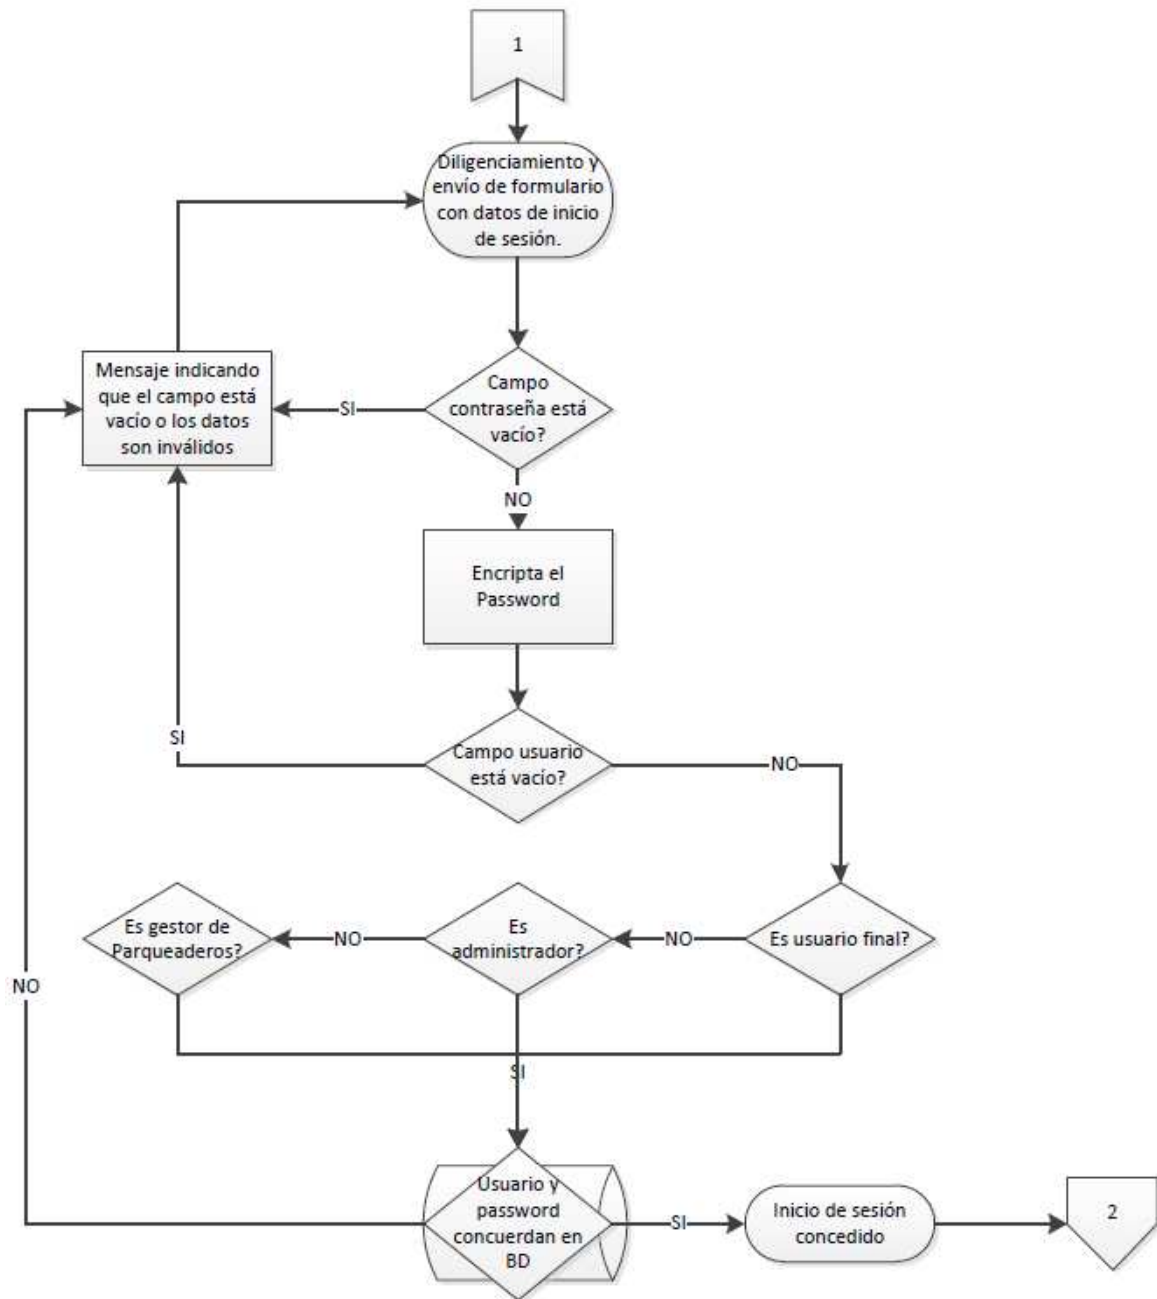 1
Diligenciamiento y
envío de formulario
con datos de inicio
de sesión.
Mensaje indicando
que el campo está
vacío o los datos
son inválidos
SI
Campo
contraseña está
vacío?
NO
Encripta el
Password
SI
Campo usuario
está vacío?
NO
Es gestor de
Parqueaderos?
NO
Es
administrador?
NO
Es usuario final?
NO
SI
Usuario y
password
concuerdan en
BD
SI
Inicio de sesión
concedido
2